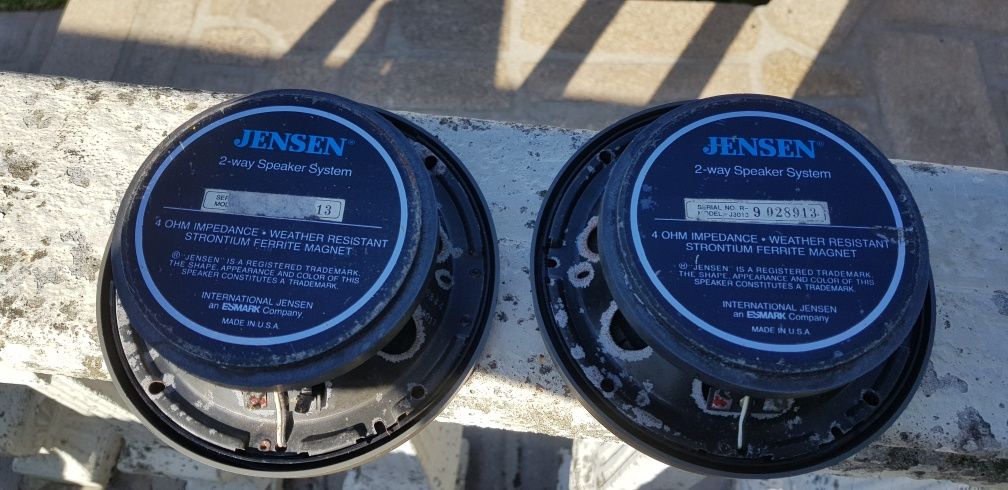 JENSEN®
2-way Speaker System
SER
MOD
13
4 OHM IMPEDANCE • WEATHER RESISTANT
STRONTIUM FERRITE MAGNET
® "JENSEN" IS A REGISTERED TRADEMARK.
THE SHAPE, APPEARANCE AND COLOR OF THIS
SPEAKER CONSTITUTES A TRADEMARK.
INTERNATIONAL JENSEN
an ESMARK Company
MADE IN U.S.A.
JENSEN®
2-way Speaker System
SERIAL NO. R-
MODEL-J3013
9 028913
4 OHM IMPEDANCE • WEATHER RESISTANT
STRONTIUM FERRITE MAGNET
® "JENSEN" IS A REGISTERED TRADEMARK.
THE SHAPE, APPEARANCE AND COLOR OF THIS
SPEAKER CONSTITUTES A TRADEMARK.
INTERNATIONAL JENSEN
an ESMARK Company
MADE IN U.S.A.